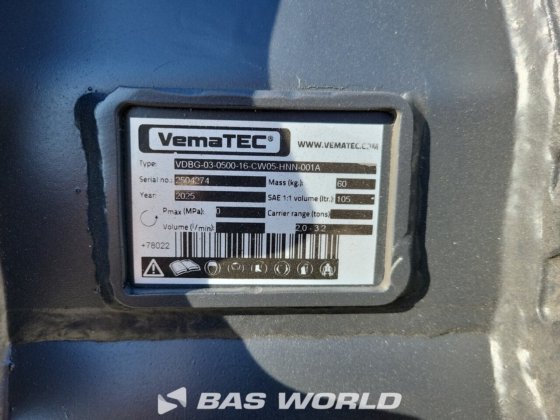 VemaTEC®
WWW.VEMATEC.COM
Type: VDBG-03-0500-16-CW05-HNN-001A
Serial no.: 2504274 Mass (kg.) 60
Year: 2025 SAE 1:1 volume (ltr.) 105
Pmax (MPa): 0 Carrier range (tons)
Volume (l/min) 2.0 - 3.2
+78022
BAS WORLD